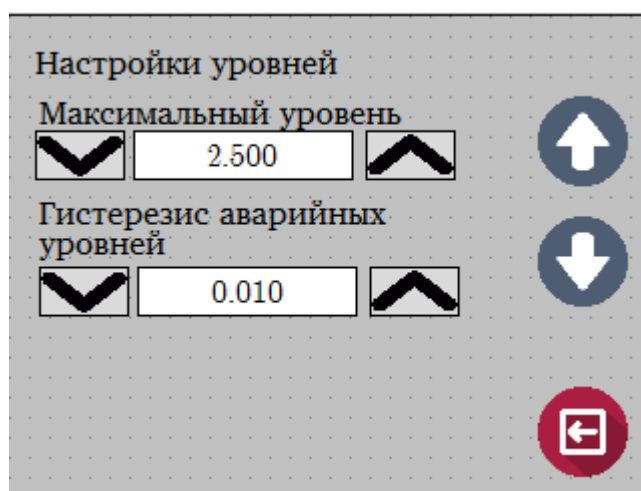 Настройки уровней
Максимальный уровень
2.500
Гистерезис аварийных
уровней
0.010